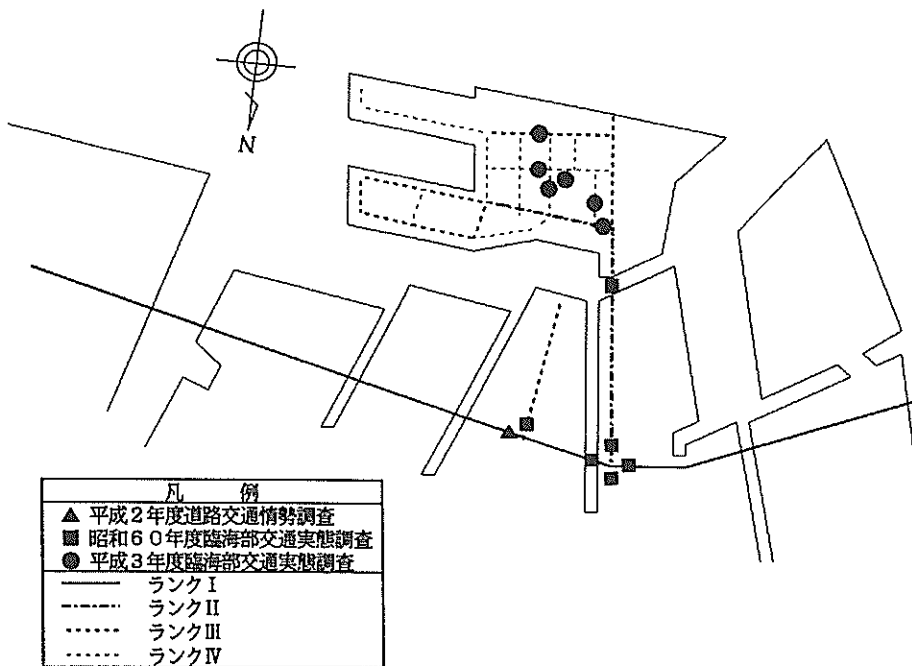 N
凡 例
▲ 平成2年度道路交通情勢調査
■ 昭和60年度臨海部交通実態調査
● 平成3年度臨海部交通実態調査
ランクⅠ
ランクⅡ
ランクⅢ
ランクⅣ